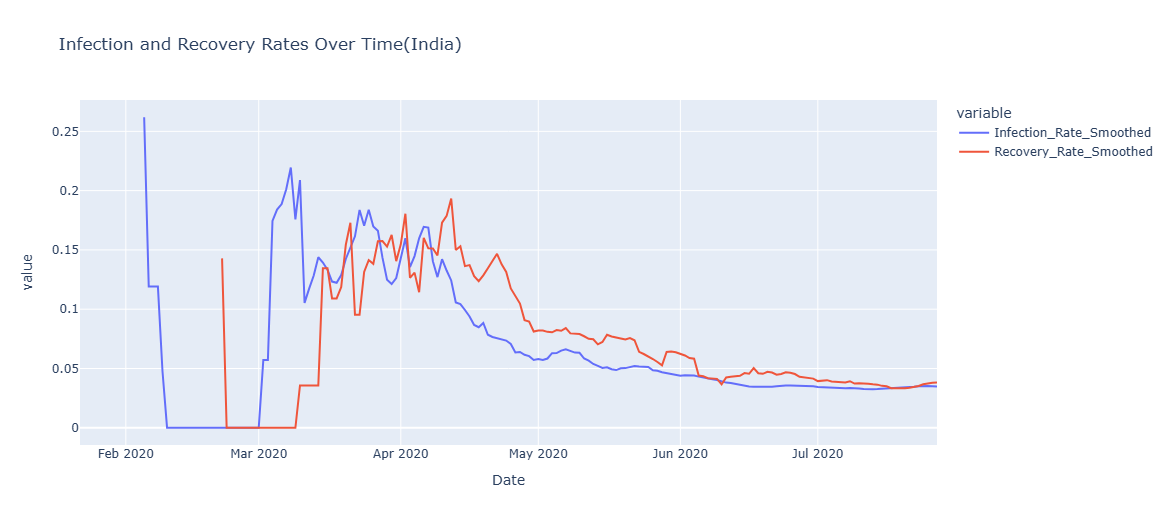 Infection and Recovery Rates Over Time(India)
variable
Infection_Rate_Smoothed
Recovery_Rate_Smoothed
value
0.25
0.2
0.15
0.1
0.05
0
Feb 2020
Mar 2020
Apr 2020
May 2020
Jun 2020
Jul 2020
Date